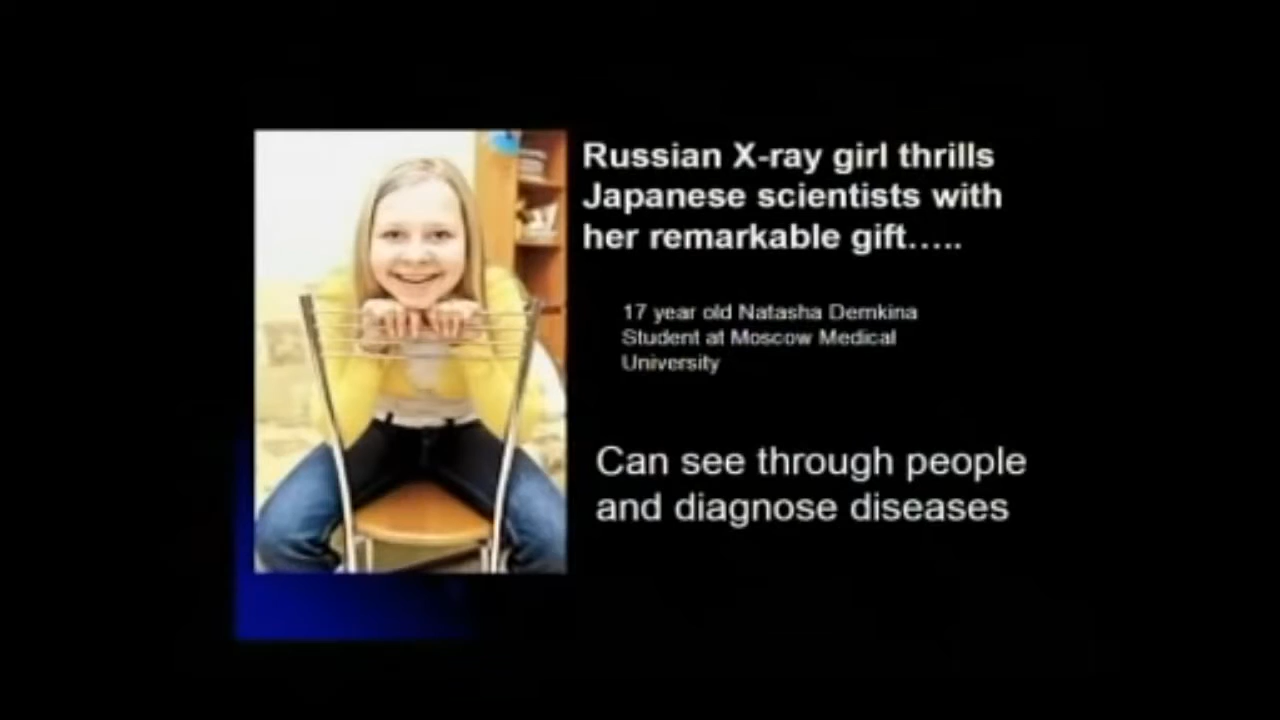 Russian X-ray girl thrills
Japanese scientists with
her remarkable gift.....
17 year old Natasha Demkina
Student at Moscow Medical
University
Can see through people
and diagnose diseases